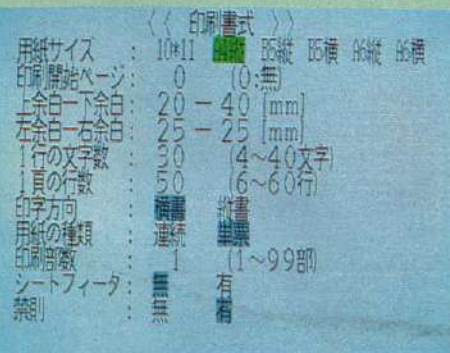 〈〈 印刷書式 〉〉
用紙サイズ : 10*11 A4縦 B5縦 B5横 A6縦 A6横
印刷開始ページ: 0 (0:無)
上余白ー下余白: 20 ー 40 [mm]
左余白ー右余白: 25 ー 25 [mm]
1行の文字数 : 30 (4～40文字)
1頁の行数 : 50 (6～60行)
印字方向 : 横書 縦書
用紙の種類 : 連続 単票
印刷部数 : 1 (1～99部)
シートフィータ: 無 有
禁則 : 無 有